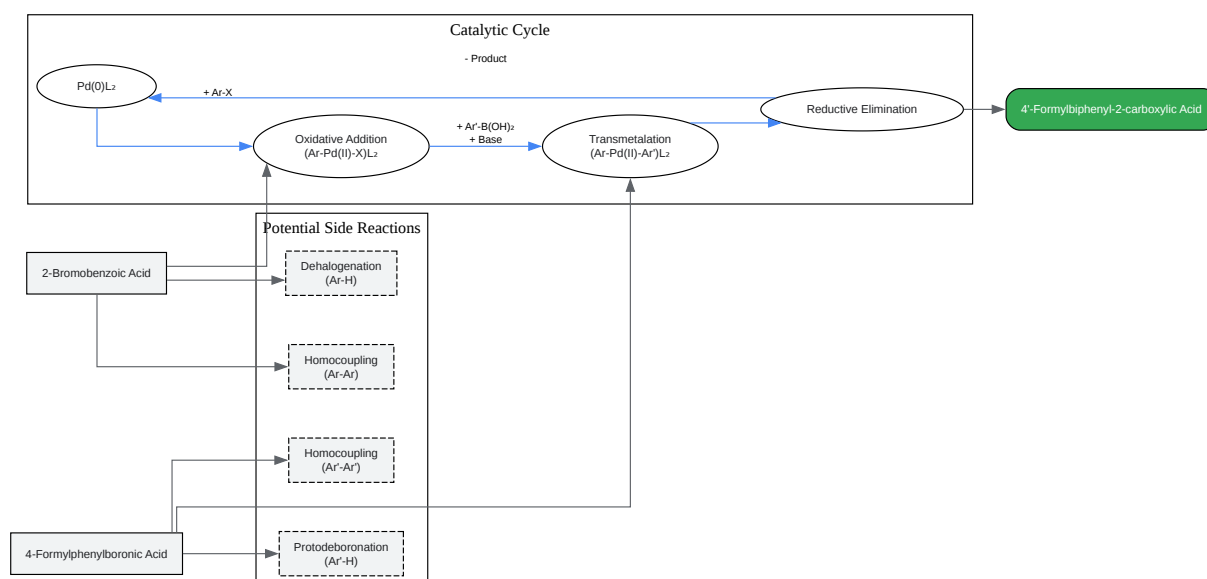 Catalytic Cycle
- Product
Pd(0)L₂
+ Ar-X
Reductive Elimination
4'-Formylbiphenyl-2-carboxylic Acid
Oxidative Addition
(Ar-Pd(II)-X)L₂
+ Ar'-B(OH)₂
+ Base
Transmetalation
(Ar-Pd(II)-Ar')L₂
Potential Side Reactions
2-Bromobenzoic Acid
Dehalogenation
(Ar-H)
Homocoupling
(Ar-Ar)
Homocoupling
(Ar'-Ar')
4-Formylphenylboronic Acid
Protodeboronation
(Ar'-H)